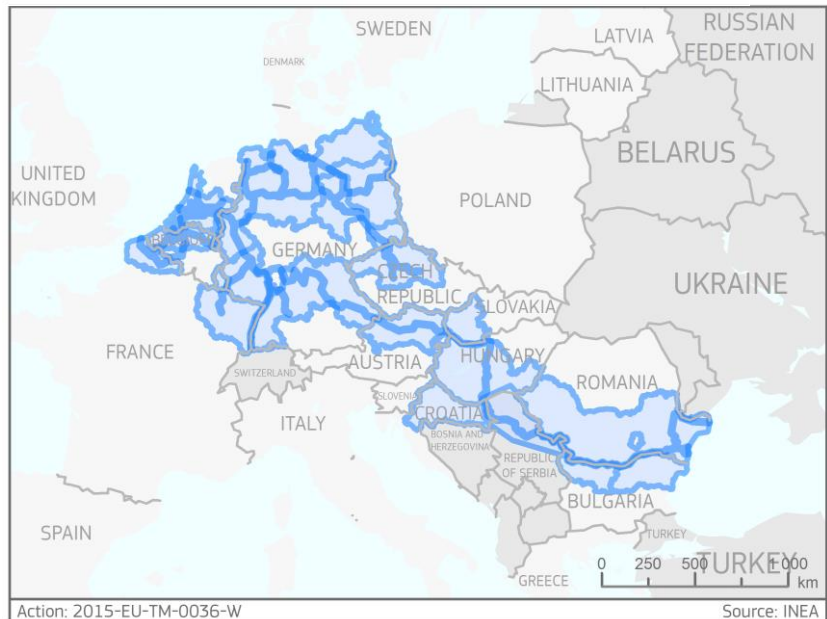 SWEDEN
RUSSIAN
FEDERATION
LATVIA
DENMARK
LITHUANIA
BELARUS
UNITED
KINGDOM
POLAND
GERMANY
UKRAINE
CZECH
REPUBLIC
SLOVAKIA
FRANCE
AUSTRIA
HUNGARY
SWITZERLAND
ROMANIA
SLOVENIA
CROATIA
ITALY
BOSNIA AND
HERZEGOVINA
REPUBLIC
OF SERBIA
BULGARIA
SPAIN
TURKEY
TURKEY
GREECE
0 250 500 1 000
km
Action: 2015-EU-TM-0036-W
Source: INEA